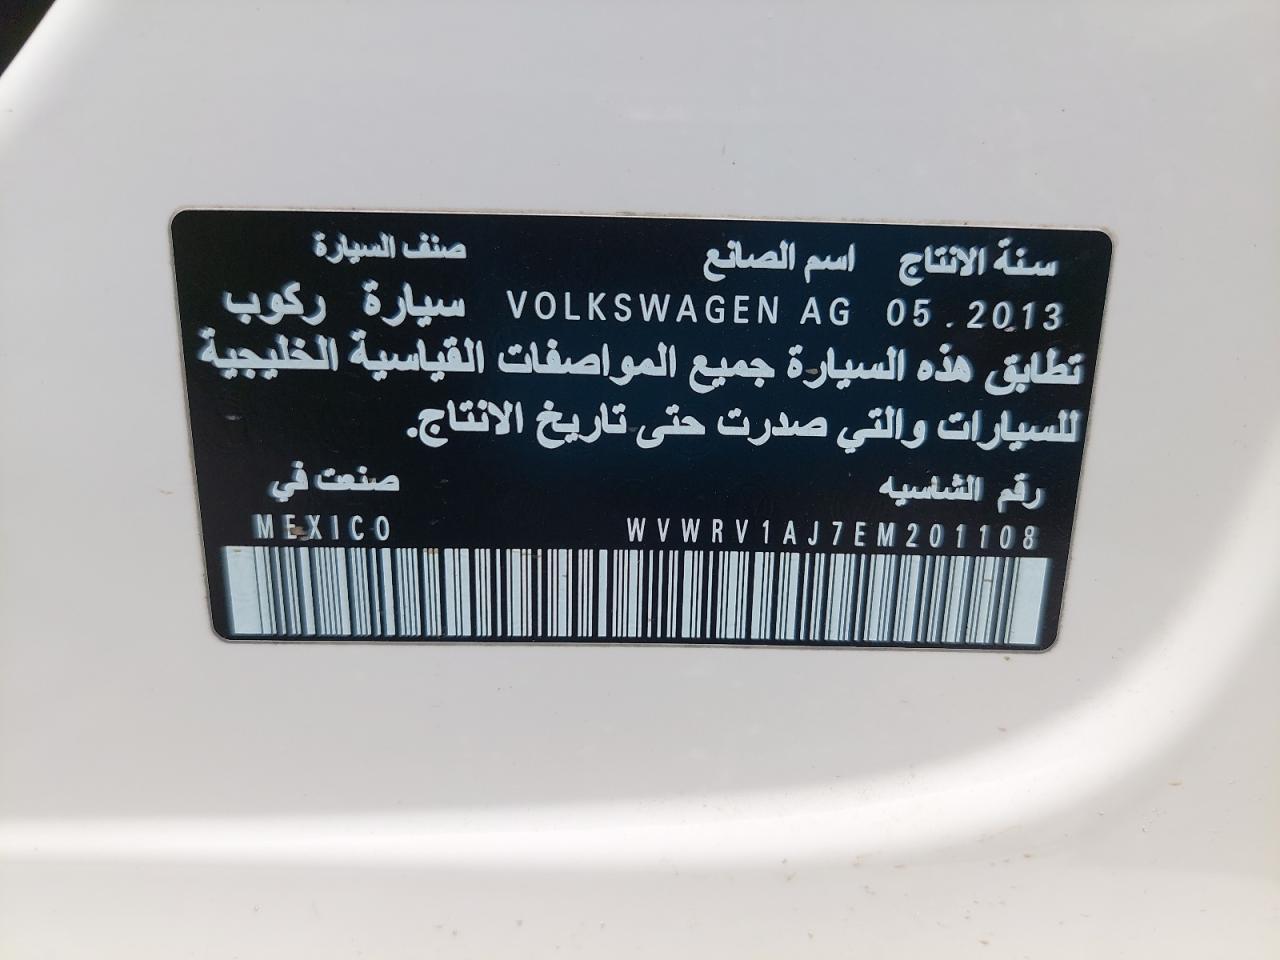 سنة الانتاج اسم الصانع صنف السيارة
05.2013 VOLKSWAGEN AG سيارة ركوب
تطابق هذه السيارة جميع المواصفات القياسية الخليجية
للسيارات والتي صدرت حتى تاريخ الانتاج.
رقم الشاسيه صنعت في
WVWRV1AJ7EM201108 MEXICO